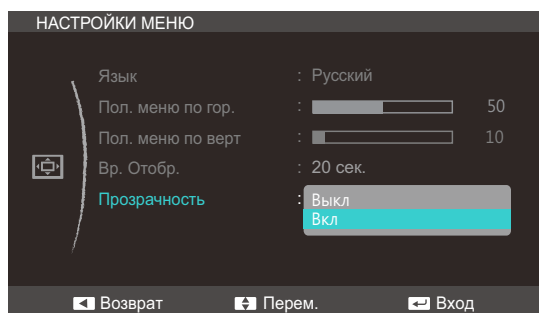 НАСТРОЙКИ МЕНЮ
Язык : Русский
Пол. меню по гор. : 50
Пол. меню по верт : 10
Вр. Отобр. : 20 сек.
Прозрачность : Выкл
Вкл
Возврат Перем. Вход